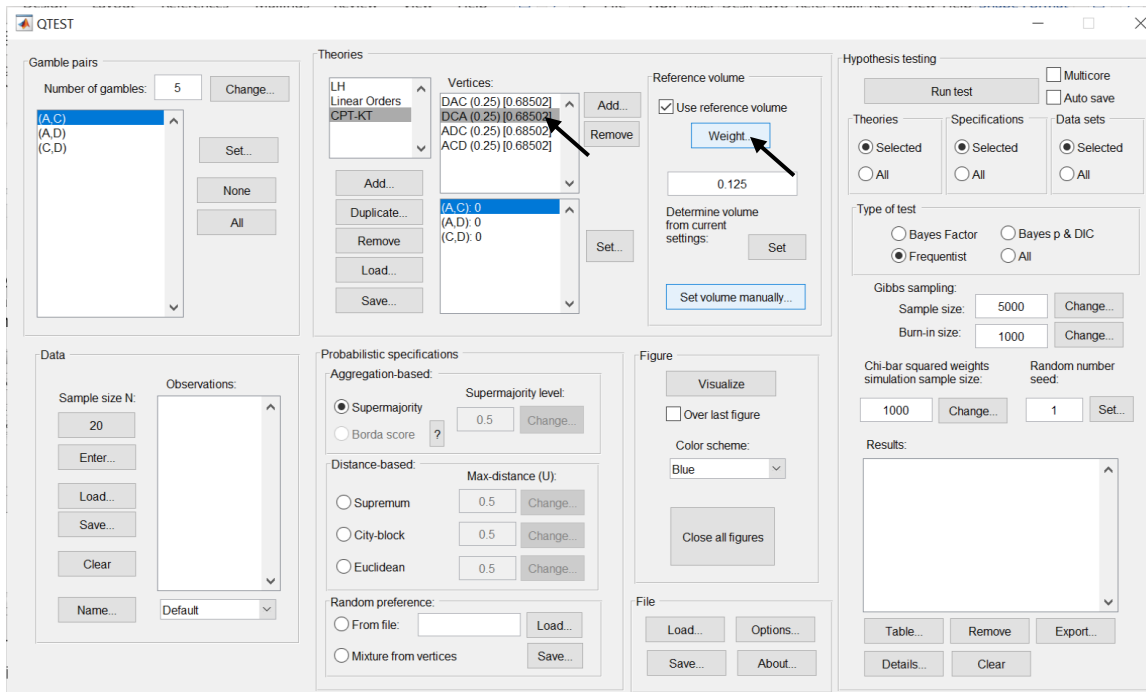 QTEST
Gamble pairs
Number of gambles: 5 Change...
(A,C)
(A,D)
(C,D)
Set...
None
All
Theories
LH
Linear Orders
CPT-KT
Add...
Duplicate...
Remove
Load...
Save...
Vertices:
DAC (0.25) [0.68502]
DCA (0.25) [0.68502]
ADC (0.25) [0.68502]
ACD (0.25) [0.68502]
Add...
Remove
(A,C): 0
(A,D): 0
(C,D): 0
Set...
Reference volume
Use reference volume
Weight...
0.125
Determine volume
from current
settings:
Set
Set volume manually...
Hypothesis testing
Run test
Multicore
Auto save
Theories
Selected
All
Specifications
Selected
All
Data sets
Selected
All
Type of test
Bayes Factor
Bayes p & DIC
Frequentist
All
Gibbs sampling:
Sample size: 5000 Change...
Burn-in size: 1000 Change...
Chi-bar squared weights
simulation sample size:
1000 Change...
Random number
seed:
1 Set...
Results:
Table... Remove Export...
Details... Clear
Data
Sample size N:
20
Enter...
Load...
Save...
Clear
Name...
Observations:
Default
Probabilistic specifications
Aggregation-based:
Supermajority level:
Supermajority 0.5 Change...
Borda score ?
Distance-based:
Max-distance (U):
Supremum 0.5 Change...
City-block 0.5 Change...
Euclidean 0.5 Change...
Random preference:
From file: Load...
Mixture from vertices Save...
Figure
Visualize
Over last figure
Color scheme:
Blue
Close all figures
File
Load... Options...
Save... About...